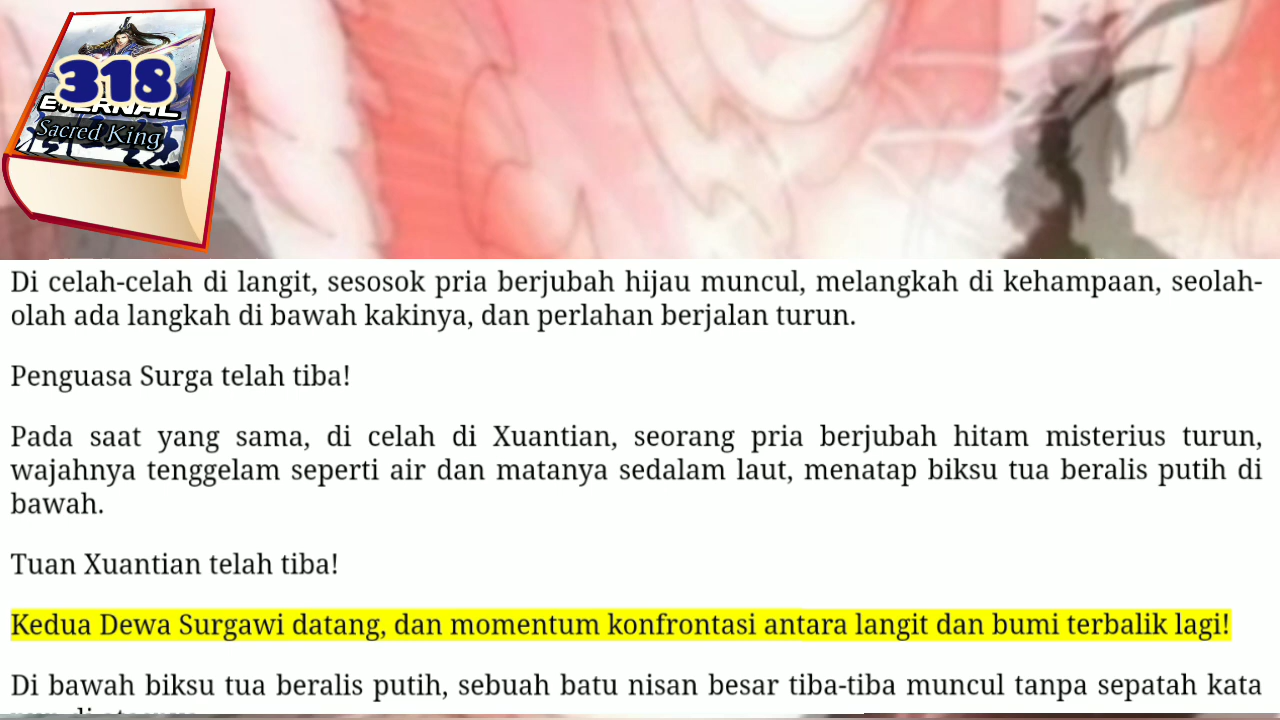 318
ETERNAL
Sacred King
Di celah-celah di langit, sesosok pria berjubah hijau muncul, melangkah di kehampaan, seolah-
olah ada langkah di bawah kakinya, dan perlahan berjalan turun.
Penguasa Surga telah tiba!
Pada saat yang sama, di celah di Xuantian, seorang pria berjubah hitam misterius turun,
wajahnya tenggelam seperti air dan matanya sedalam laut, menatap biksu tua beralis putih di
bawah.
Tuan Xuantian telah tiba!
Kedua Dewa Surgawi datang, dan momentum konfrontasi antara langit dan bumi terbalik lagi!
Di bawah biksu tua beralis putih, sebuah batu nisan besar tiba-tiba muncul tanpa sepatah kata